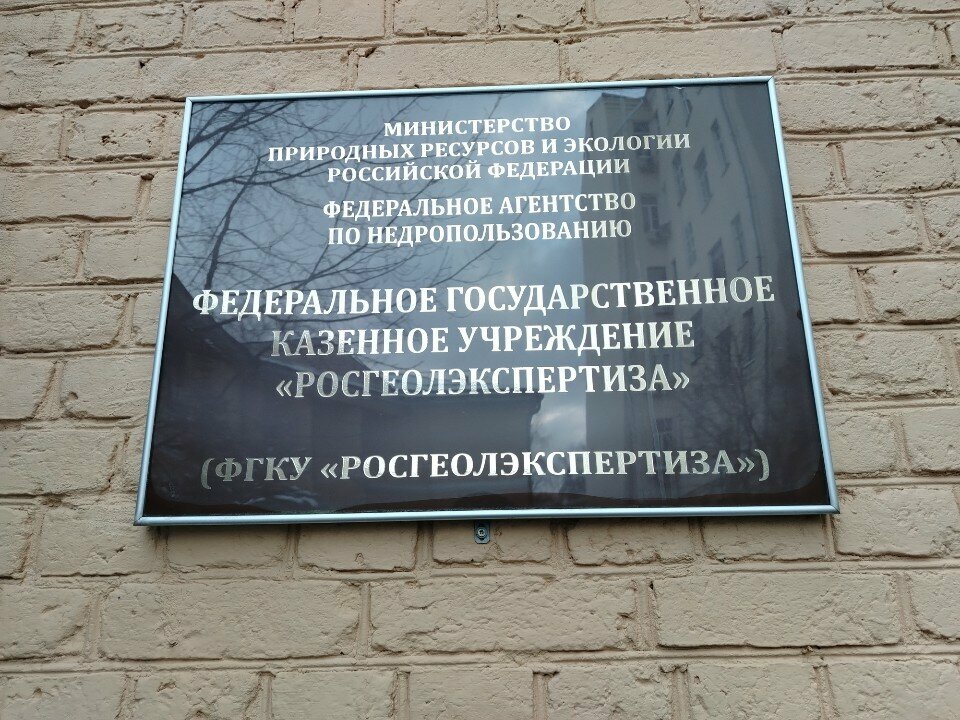 МИНИСТЕРСТВО
ПРИРОДНЫХ РЕСУРСОВ И ЭКОЛОГИИ
РОССИЙСКОЙ ФЕДЕРАЦИИ
ФЕДЕРАЛЬНОЕ АГЕНТСТВО
ПО НЕДРОПОЛЬЗОВАНИЮ
ФЕДЕРАЛЬНОЕ ГОСУДАРСТВЕННОЕ
КАЗЕННОЕ УЧРЕЖДЕНИЕ
«РОСГЕОЛЭКСПЕРТИЗА»
(ФГКУ «РОСГЕОЛЭКСПЕРТИЗА»)